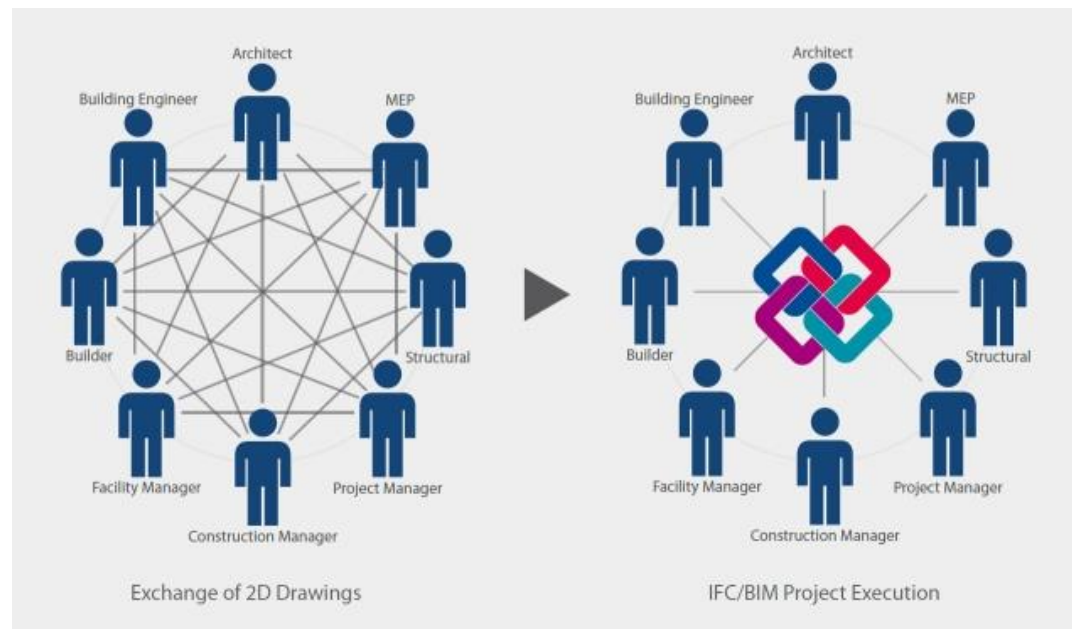 Architect
Building Engineer
MEP
Builder
Structural
Facility Manager
Project Manager
Construction Manager
Exchange of 2D Drawings
Architect
Building Engineer
MEP
Builder
Structural
Facility Manager
Project Manager
Construction Manager
IFC/BIM Project Execution